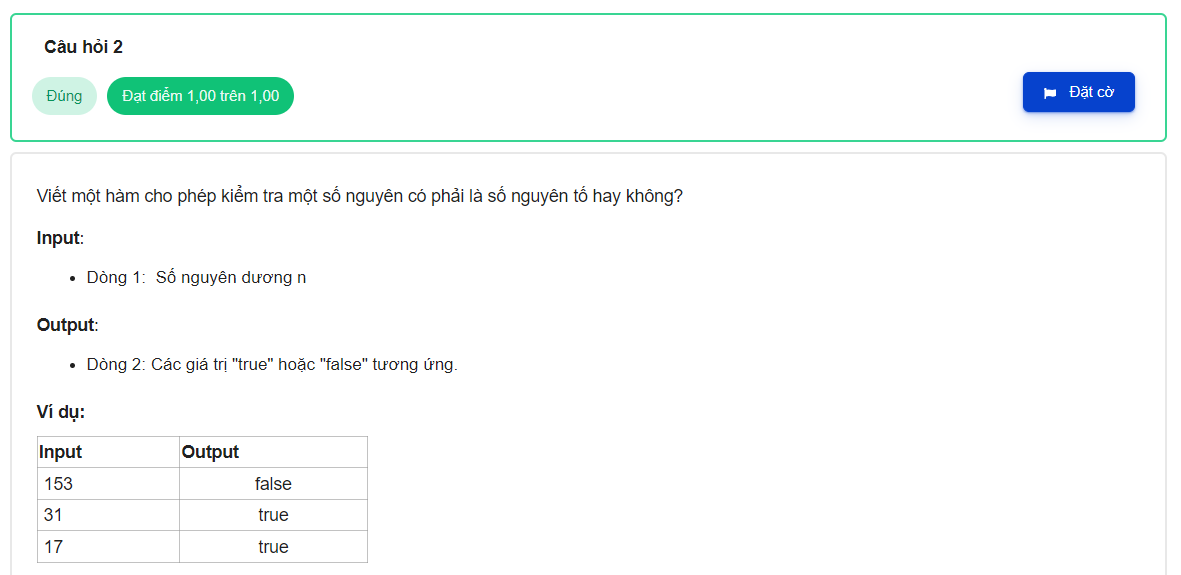 Câu hỏi 2
Đúng
Đạt điểm 1,00 trên 1,00
Đặt cờ
Viết một hàm cho phép kiểm tra một số nguyên có phải là số nguyên tố hay không?
Input:
Dòng 1:  Số nguyên dương n
Output:
Dòng 2: Các giá trị "true" hoặc "false" tương ứng.
Ví dụ:
Input Output
153 false
31 true
17 true